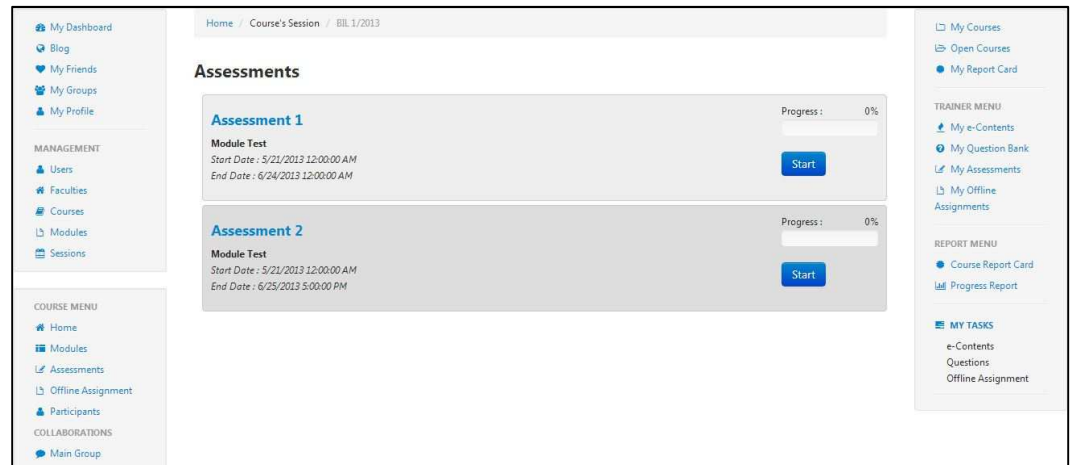 My Dashboard
Blog
My Friends
My Groups
My Profile
MANAGEMENT
Users
Faculties
Courses
Modules
Sessions
COURSE MENU
Home
Modules
Assessments
Offline Assignment
Participants
COLLABORATIONS
Main Group
Home / Course's Session / BIL 1/2013
Assessments
Assessment 1
Module Test
Start Date : 5/21/2013 12:00:00 AM
End Date : 6/24/2013 12:00:00 AM
Progress : 0%
Start
Assessment 2
Module Test
Start Date : 5/21/2013 12:00:00 AM
End Date : 6/25/2013 5:00:00 PM
Progress : 0%
Start
My Courses
Open Courses
My Report Card
TRAINER MENU
My e-Contents
My Question Bank
My Assessments
My Offline
Assignments
REPORT MENU
Course Report Card
Progress Report
MY TASKS
e-Contents
Questions
Offline Assignment